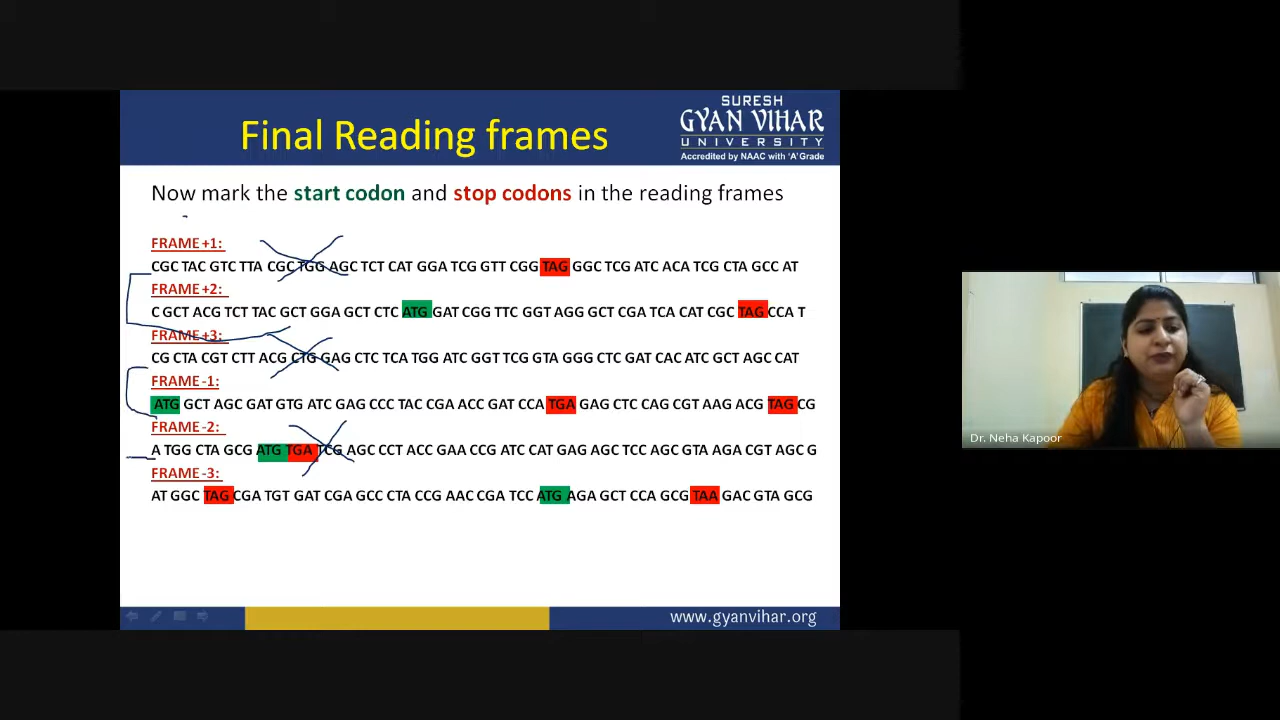 SURESH
GYAN VIHAR
UNIVERSITY
Accredited by NAAC with 'A' Grade
Final Reading frames
Now mark the start codon and stop codons in the reading frames
FRAME +1:
CGC TAC GTC TTA CGC TGG AGC TCT CAT GGA TCG GTT CGG TAG GGC TCG ATC ACA TCG CTA GCC AT
FRAME +2:
C GCT ACG TCT TAC GCT GGA GCT CTC ATG GAT CGG TTC GGT AGG GCT CGA TCA CAT CGC TAG CCA T
FRAME +3:
CG CTA CGT CTT ACG CTG GAG CTC TCA TGG ATC GGT TCG GTA GGG CTC GAT CAC ATC GCT AGC CAT
FRAME -1:
ATG GCT AGC GAT GTG ATC GAG CCC TAC CGA ACC GAT CCA TGA GAG CTC CAG CGT AAG ACG TAG CG
FRAME -2:
A TGG CTA GCG ATG TGA TCG AGC CCT ACC GAA CCG ATC CAT GAG AGC TCC AGC GTA AGA CGT AGC G
FRAME -3:
AT GGC TAG CGA TGT GAT CGA GCC CTA CCG AAC CGA TCC ATG AGA GCT CCA GCG TAA GAC GTA GCG
Dr. Neha Kapoor
www.gyanvihar.org